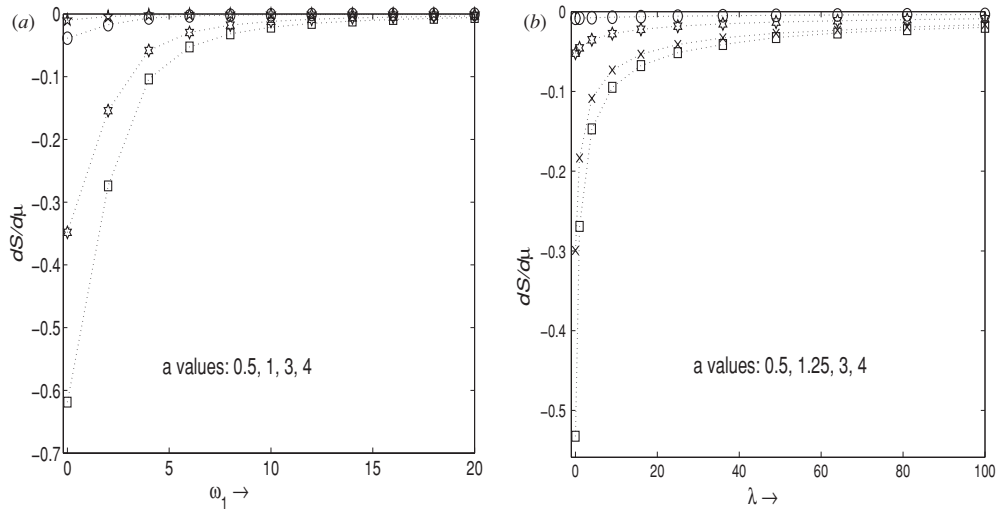 (a)
0
−0.1
−0.2
−0.3
−0.4
−0.5
−0.6
−0.7
dS/dμ
a values: 0.5, 1, 3, 4
0 5 10 15 20
ω1 →
(b)
0
−0.1
−0.2
−0.3
−0.4
−0.5
dS/dμ
a values: 0.5, 1.25, 3, 4
0 20 40 60 80 100
λ →